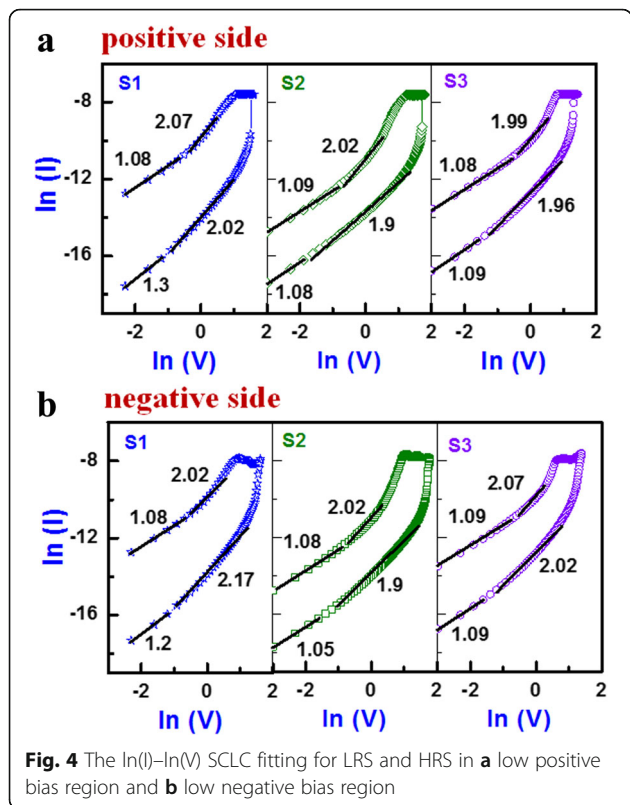 a positive side
S1 S2 S3
-8
-12
-16
ln (I)
1.08 2.07 2.02 1.3
1.09 2.02 1.9 1.08
1.08 1.99 1.96 1.09
-2 0 2 -2 0 2 -2 0 2
ln (V) ln (V) ln (V)
b negative side
S1 S2 S3
-8
-12
-16
ln (I)
1.08 2.02 2.17 1.2
1.08 2.02 1.9 1.05
1.09 2.07 2.02 1.09
-2 0 2 -2 0 2 -2 0 2
ln (V) ln (V) ln (V)
Fig. 4 The ln(I)–ln(V) SCLC fitting for LRS and HRS in a low positive
bias region and b low negative bias region